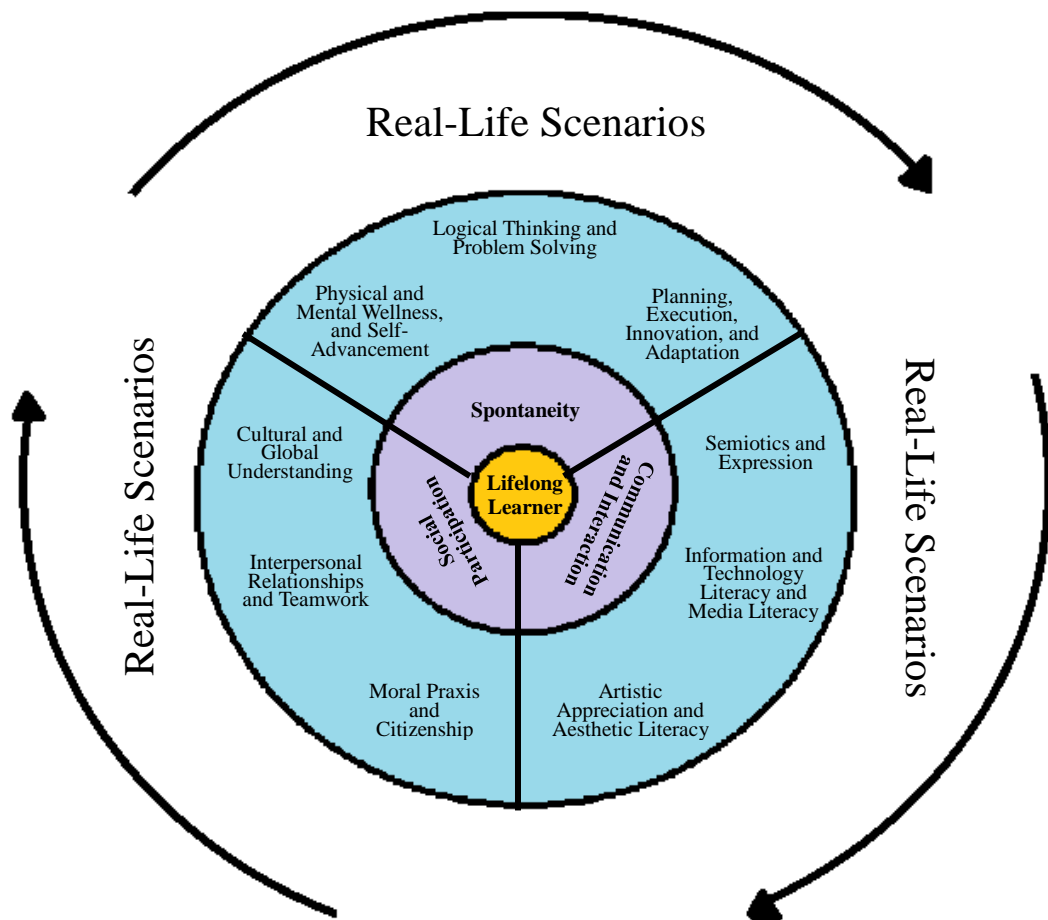 Real-Life Scenarios
Logical Thinking and
Problem Solving
Physical and
Mental Wellness,
and Self-
Advancement
Planning,
Execution,
Innovation, and
Adaptation
Spontaneity
Cultural and
Global
Understanding
Semiotics and
Expression
Lifelong
Learner
Social
Participation
Communication
and Interaction
Interpersonal
Relationships
and Teamwork
Information and
Technology
Literacy and
Media Literacy
Moral Praxis
and
Citizenship
Artistic
Appreciation and
Aesthetic Literacy
Real-Life Scenarios
Real-Life Scenarios